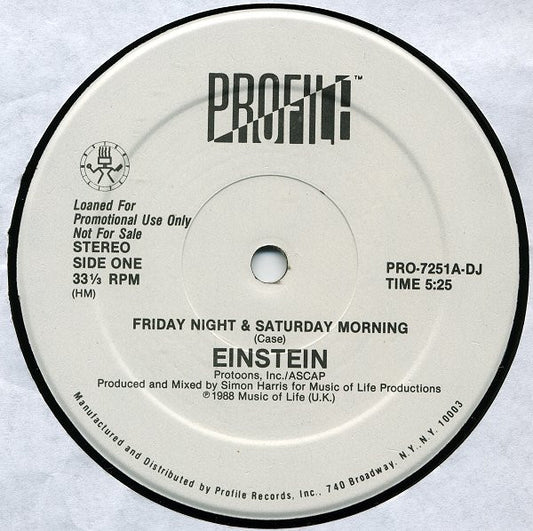 PROFILE™
Loaned For
Promotional Use Only
Not For Sale
STEREO
SIDE ONE
33⅓ RPM
(HM)
PRO-7251A-DJ
TIME 5:25
FRIDAY NIGHT & SATURDAY MORNING
(Case)
EINSTEIN
Protoons, Inc./ASCAP
Produced and Mixed by Simon Harris for Music of Life Productions
℗1988 Music of Life (U.K.)
Manufactured and Distributed by Profile Records, Inc., 740 Broadway, N.Y., N.Y. 10003